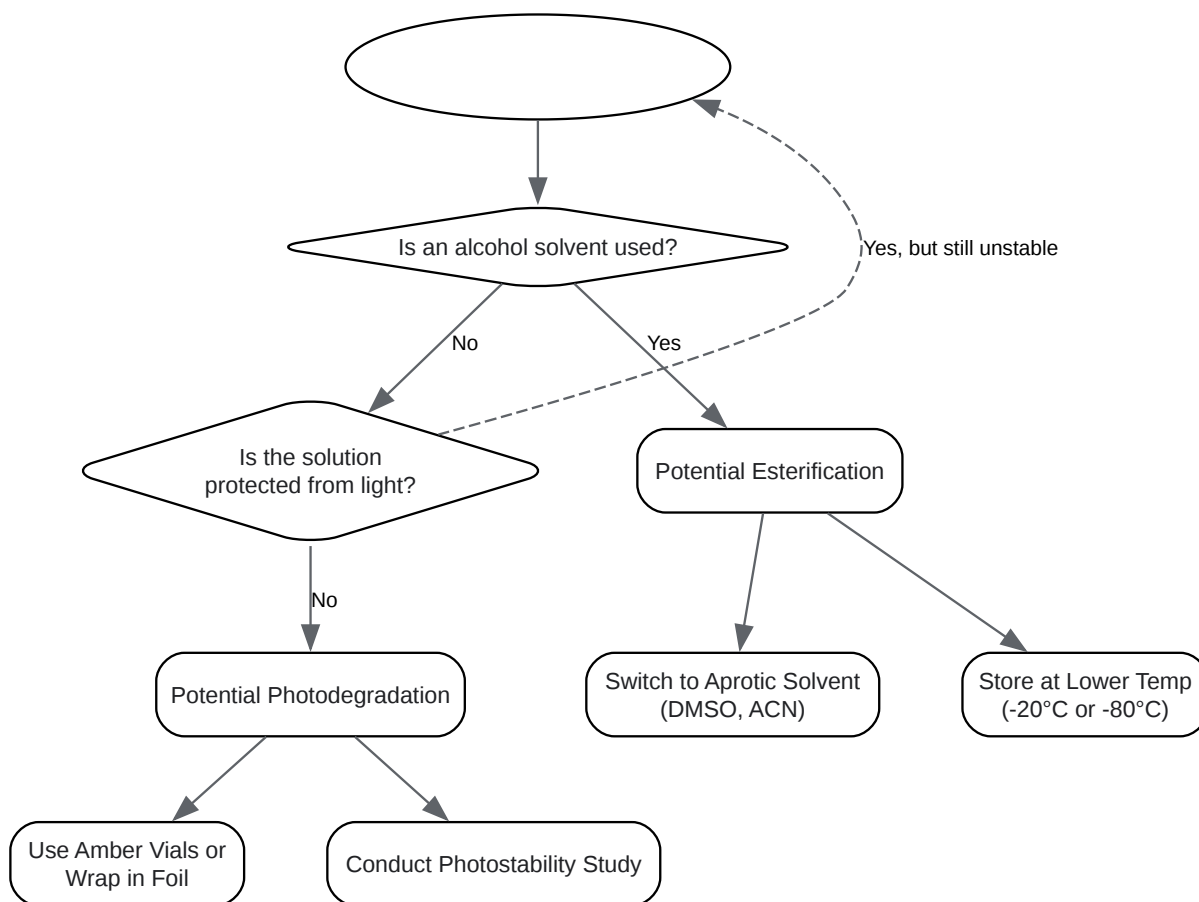 Is an alcohol solvent used?
Yes, but still unstable
No
Yes
Is the solution
protected from light?
Potential Esterification
No
Potential Photodegradation
Switch to Aprotic Solvent
(DMSO, ACN)
Store at Lower Temp
(-20°C or -80°C)
Use Amber Vials or
Wrap in Foil
Conduct Photostability Study